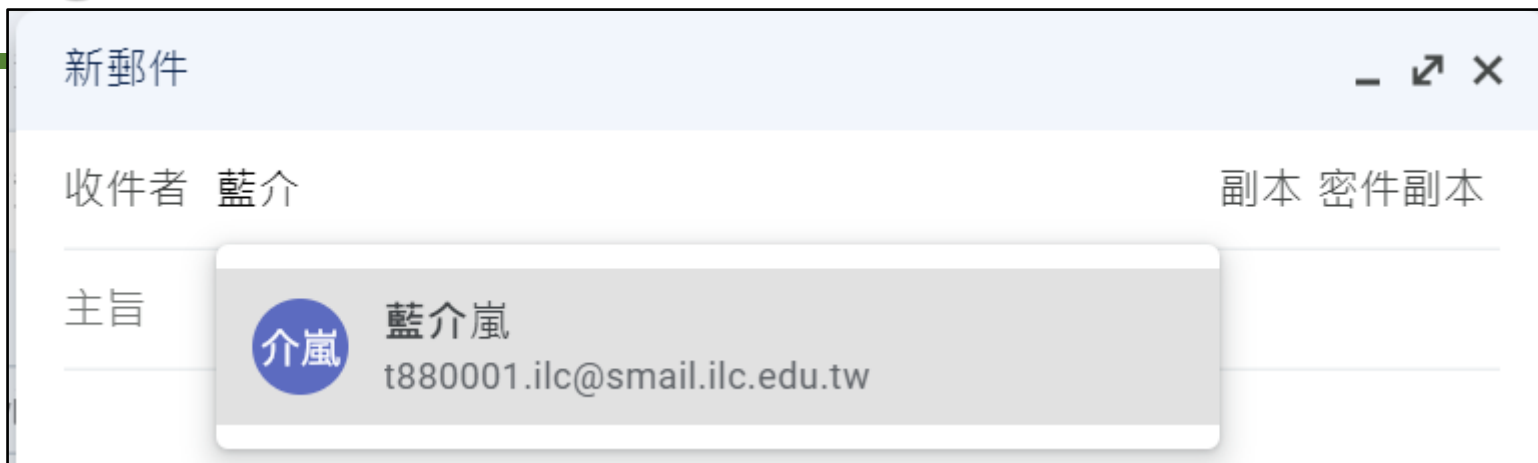 新郵件
收件者 藍介 副本 密件副本
主旨
介嵐 藍介嵐
t880001.ilc@smail.ilc.edu.tw